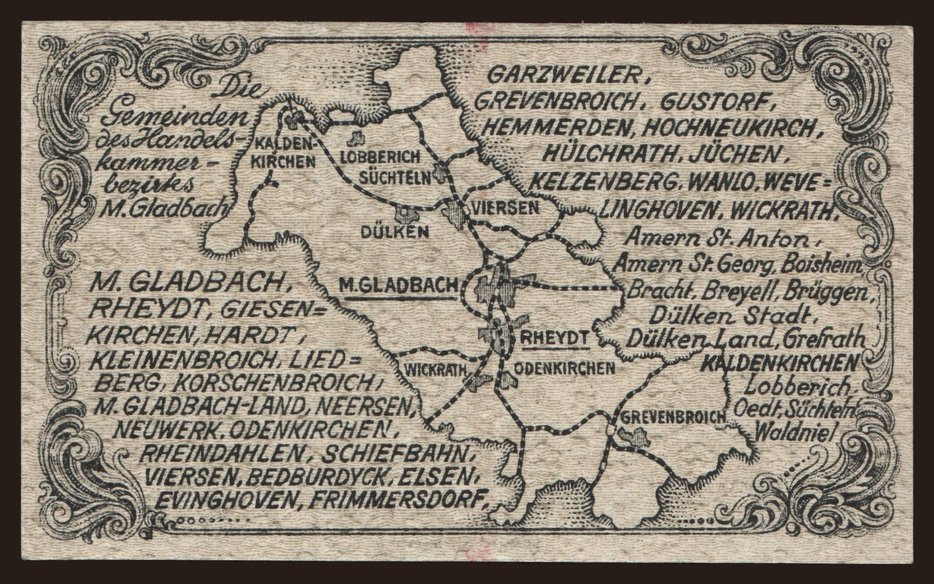 Die
Gemeinden
des Handels-
kammer-
bezirks
M. Gladbach
M. GLADBACH,
RHEYDT, GIESEN=
KIRCHEN, HARDT,
KLEINENBROICH, LIED=
BERG, KORSCHENBROICH,
M. GLADBACH-LAND, NEERSEN,
NEUWERK, ODENKIRCHEN,
RHEINDAHLEN, SCHIEFBAHN,
VIERSEN, BEDBURDYCK, ELSEN,
EVINGHOVEN, FRIMMERSDORF,
GARZWEILER,
GREVENBROICH, GUSTORF,
HEMMERDEN, HOCHNEUKIRCH,
HÜLCHRATH, JÜCHEN,
KELZENBERG, WANLO, WEVE=
LINGHOVEN, WICKRATH,
Amern St. Anton,
Amern St. Georg, Boisheim,
Bracht, Breyell, Brüggen,
Dülken Stadt,
Dülken Land, Grefrath
KALDENKIRCHEN
Lobberich,
Oedt, Süchteln
Waldniel
KALDEN-
KIRCHEN
LOBBERICH
SÜCHTELN
VIERSEN
DÜLKEN
M. GLADBACH
RHEYDT
WICKRATH
ODENKIRCHEN
GREVENBROICH